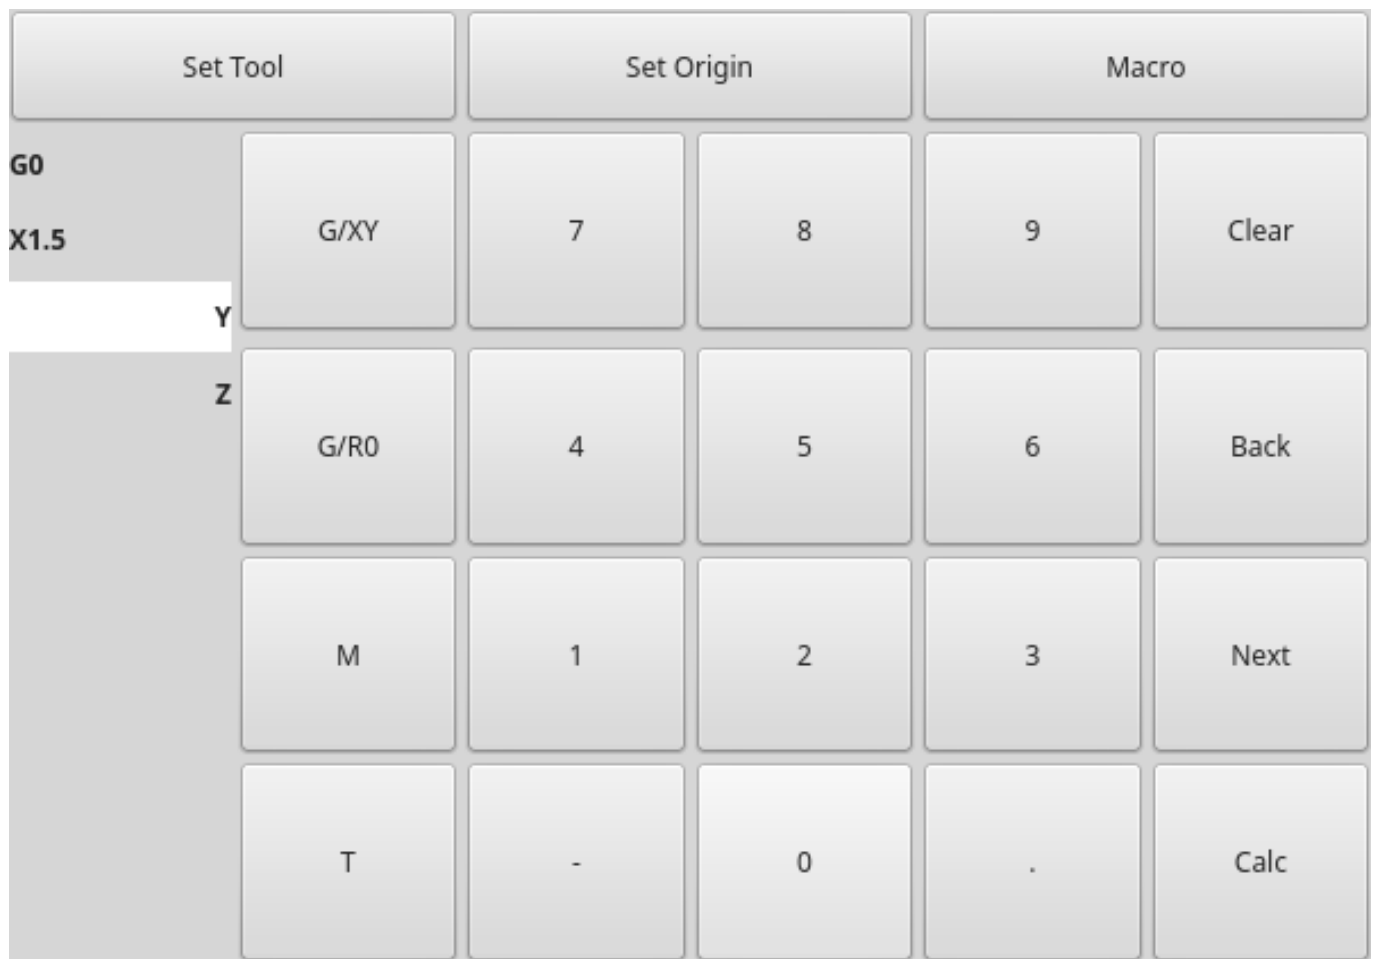 Set Tool Set Origin Macro
G0
X1.5
Y
Z
G/XY 7 8 9 Clear
G/R0 4 5 6 Back
M 1 2 3 Next
T - 0 . Calc